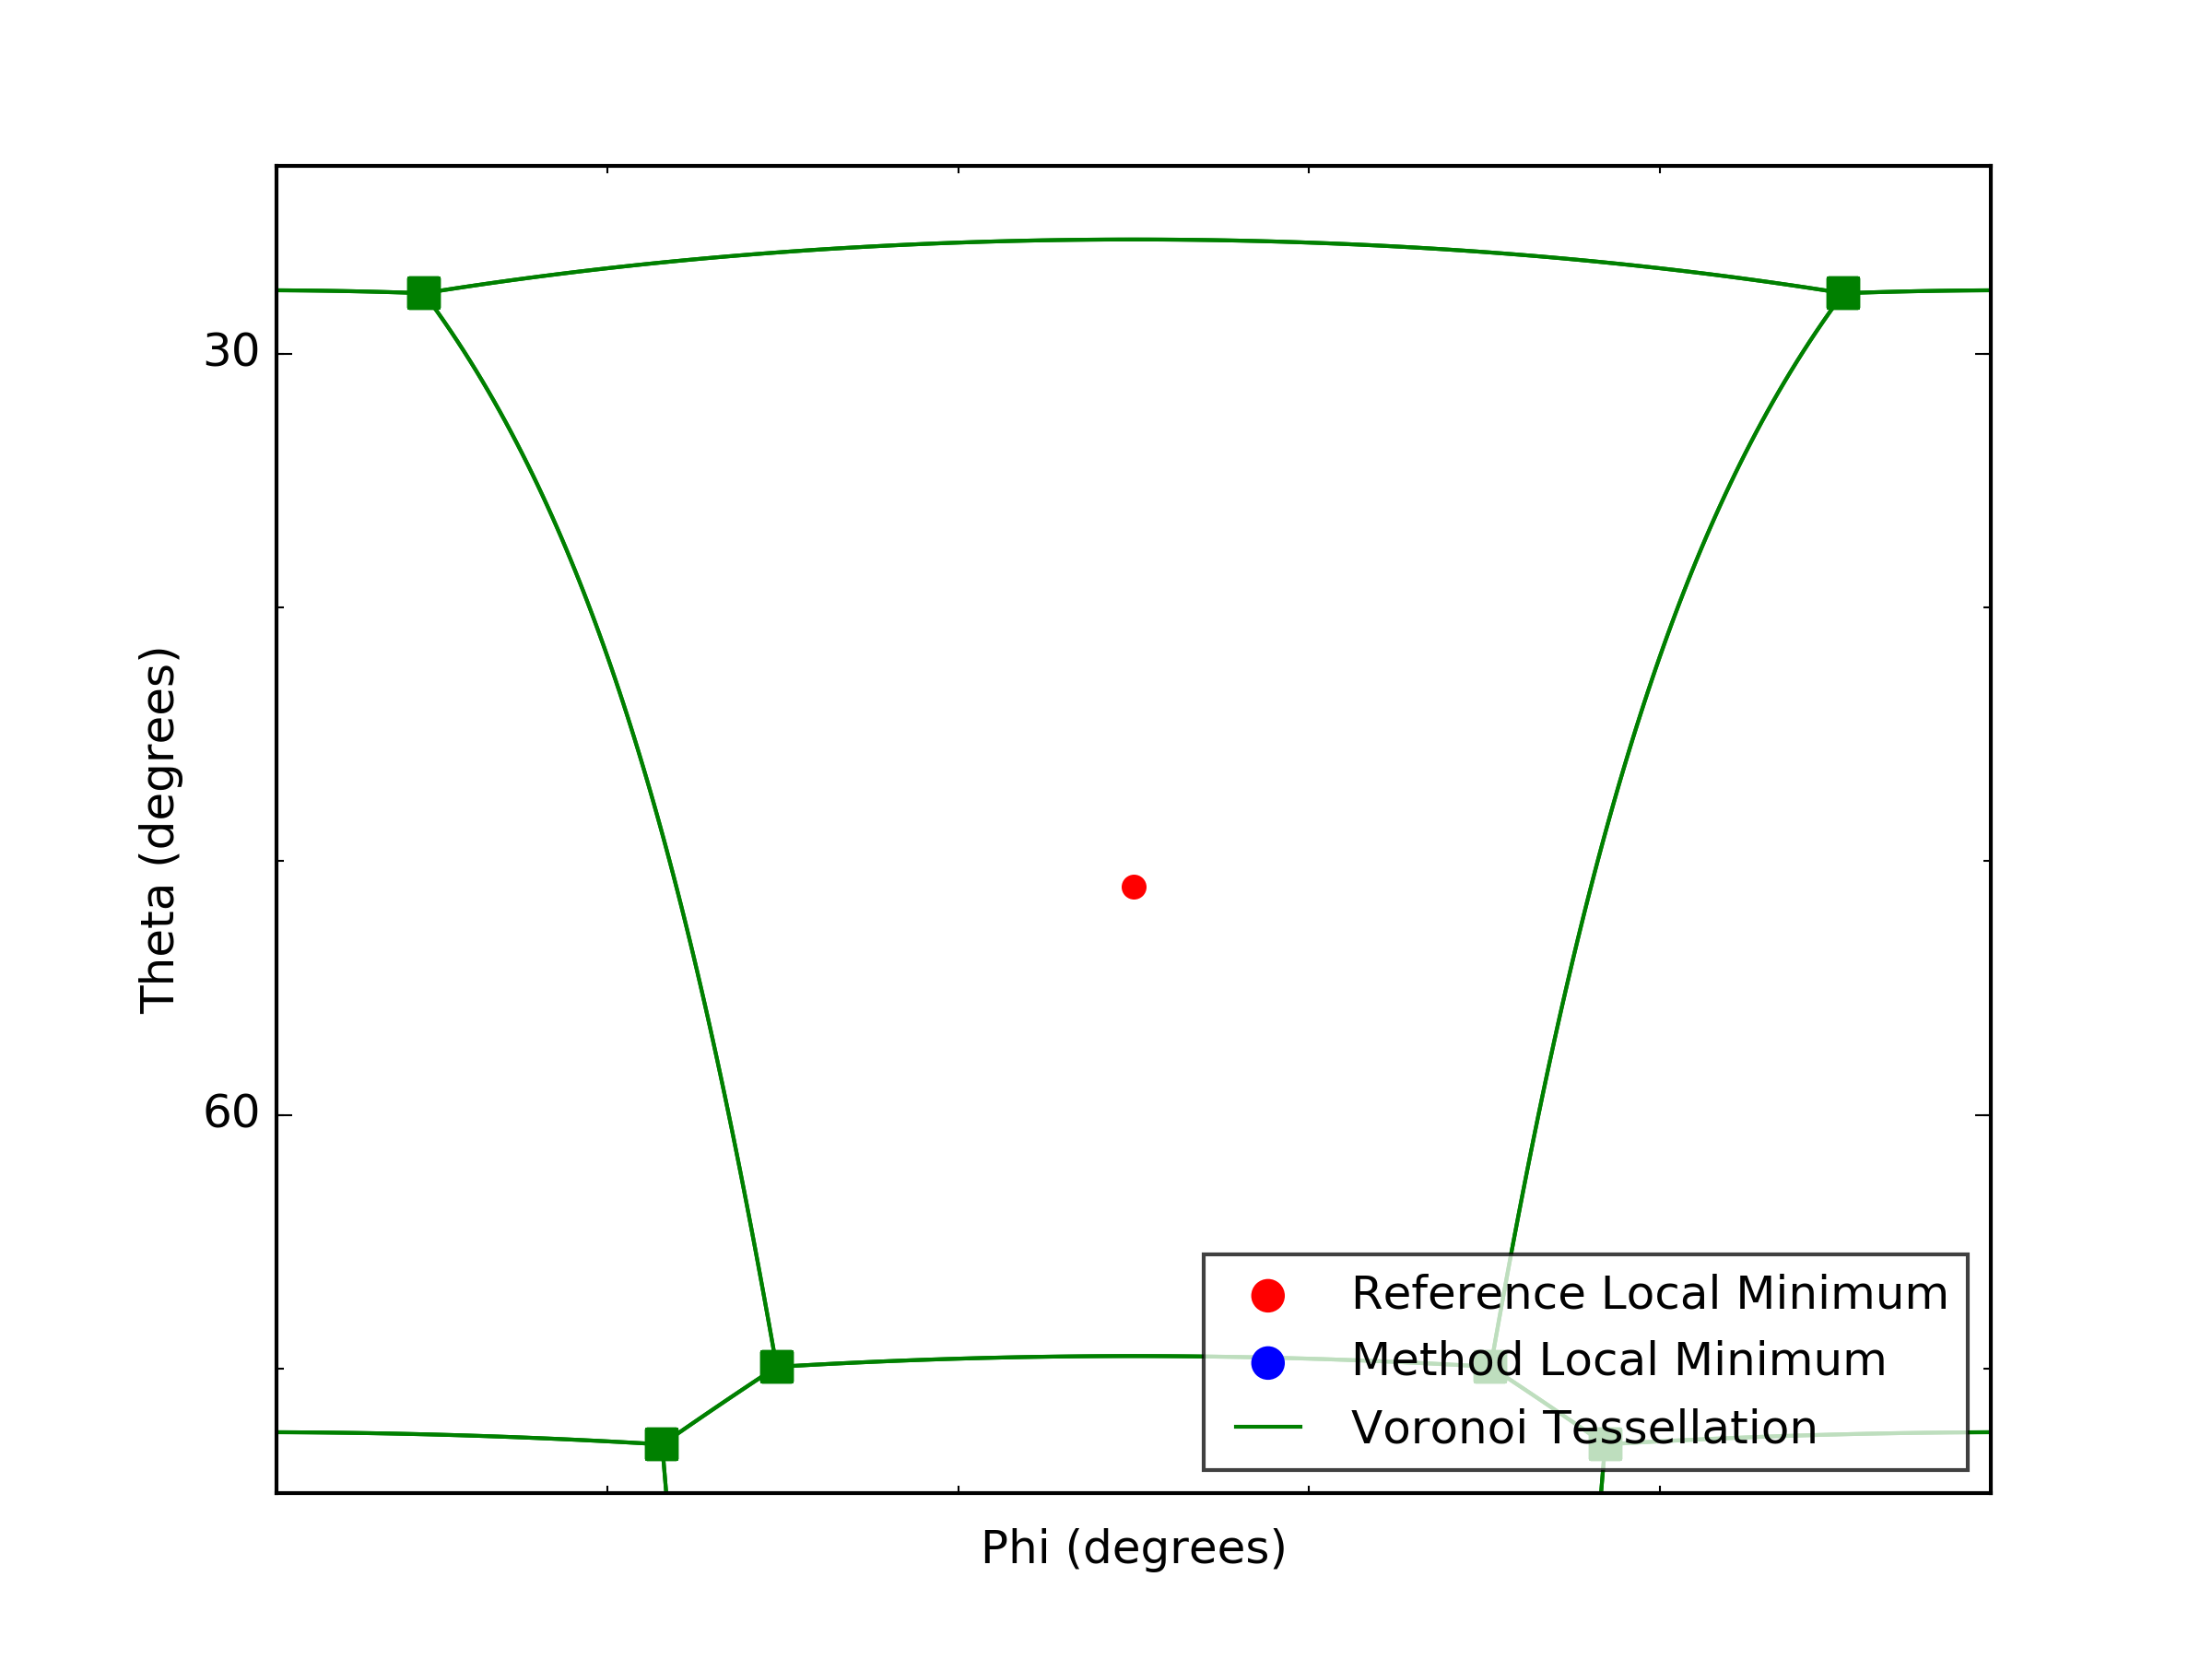 30
Theta (degrees)
60
Reference Local Minimum
Method Local Minimum
Voronoi Tessellation
Phi (degrees)